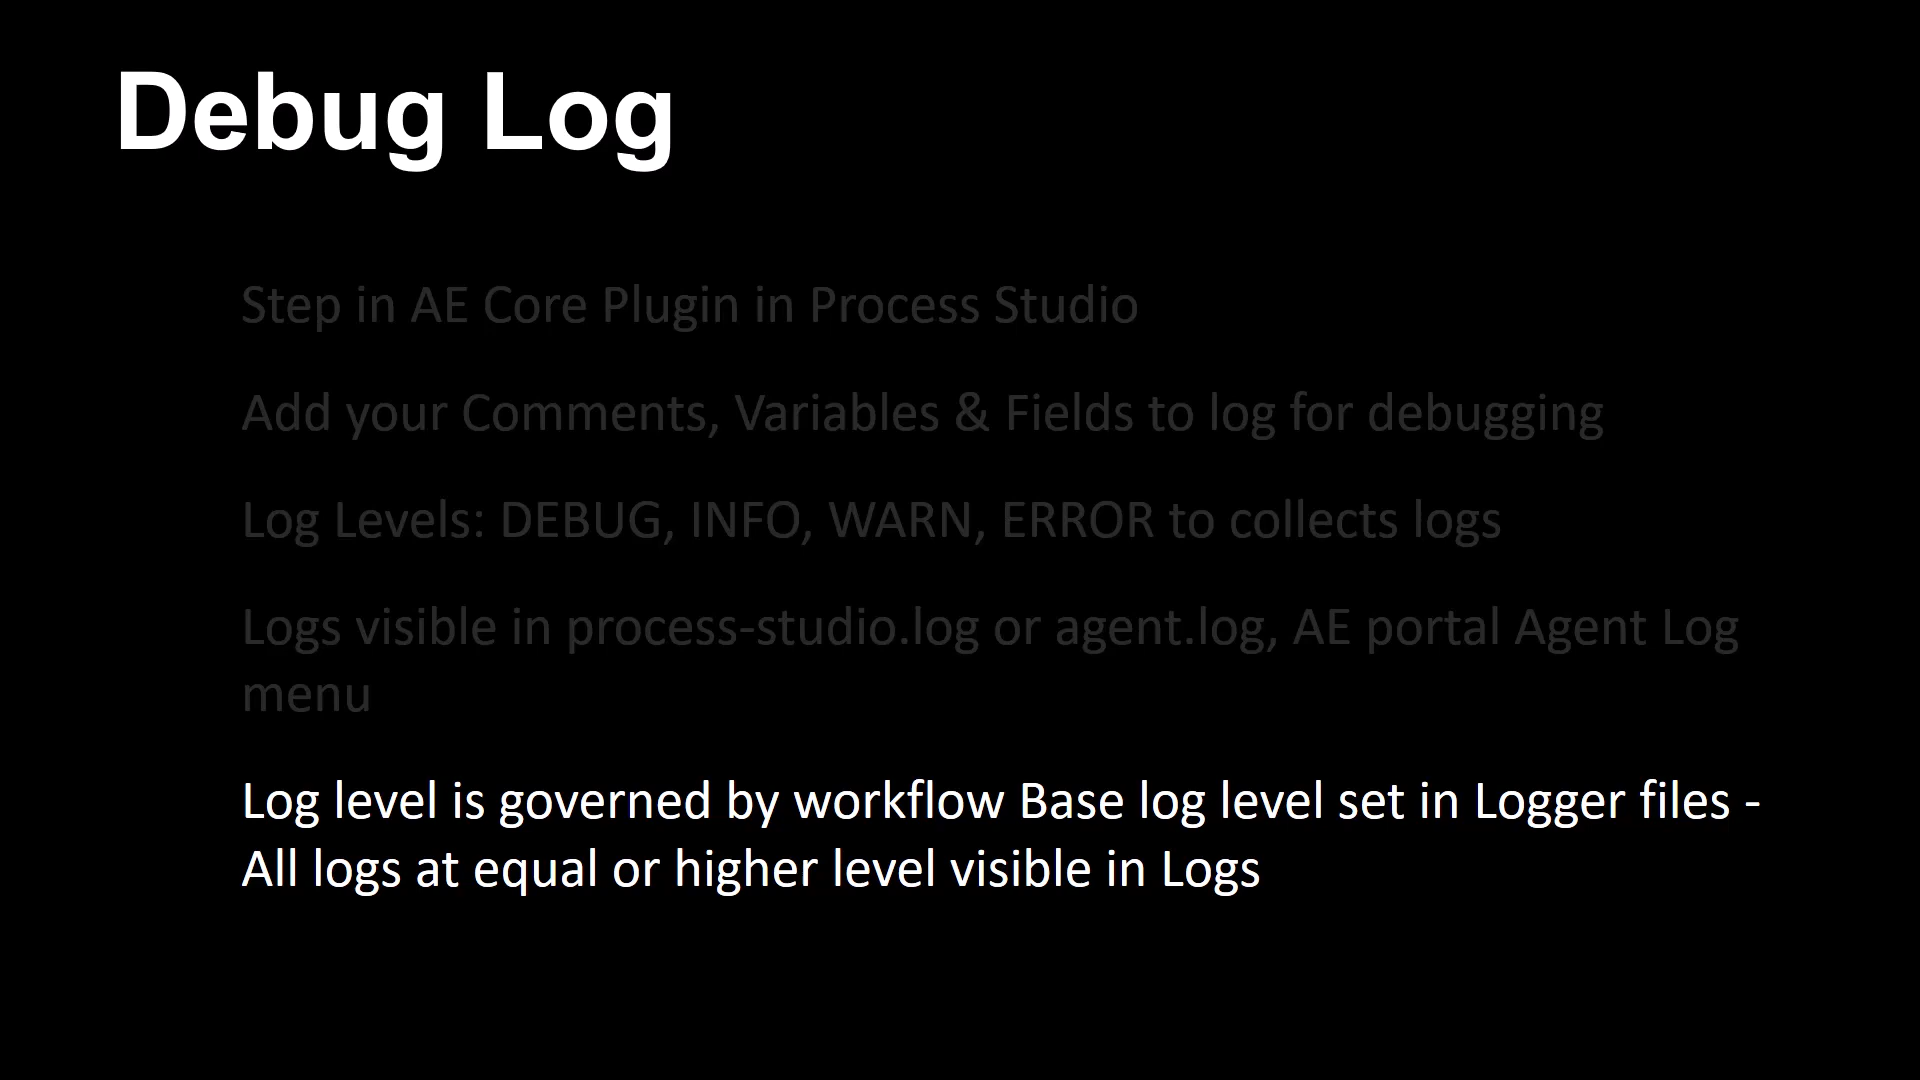 Debug Log
Step in AE Core Plugin in Process Studio
Add your Comments, Variables & Fields to log for debugging
Log Levels: DEBUG, INFO, WARN, ERROR to collects logs
Logs visible in process-studio.log or agent.log, AE portal Agent Log
menu
Log level is governed by workflow Base log level set in Logger files -
All logs at equal or higher level visible in Logs